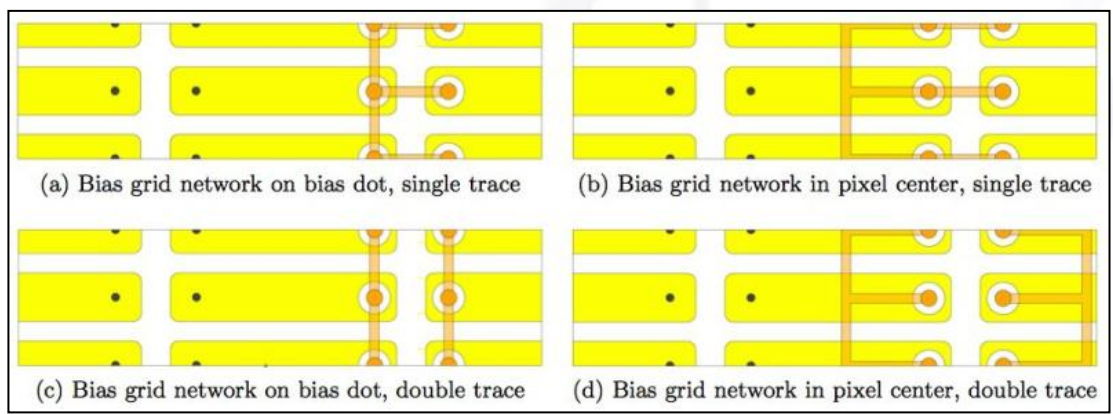 (a) Bias grid network on bias dot, single trace
(b) Bias grid network in pixel center, single trace
(c) Bias grid network on bias dot, double trace
(d) Bias grid network in pixel center, double trace